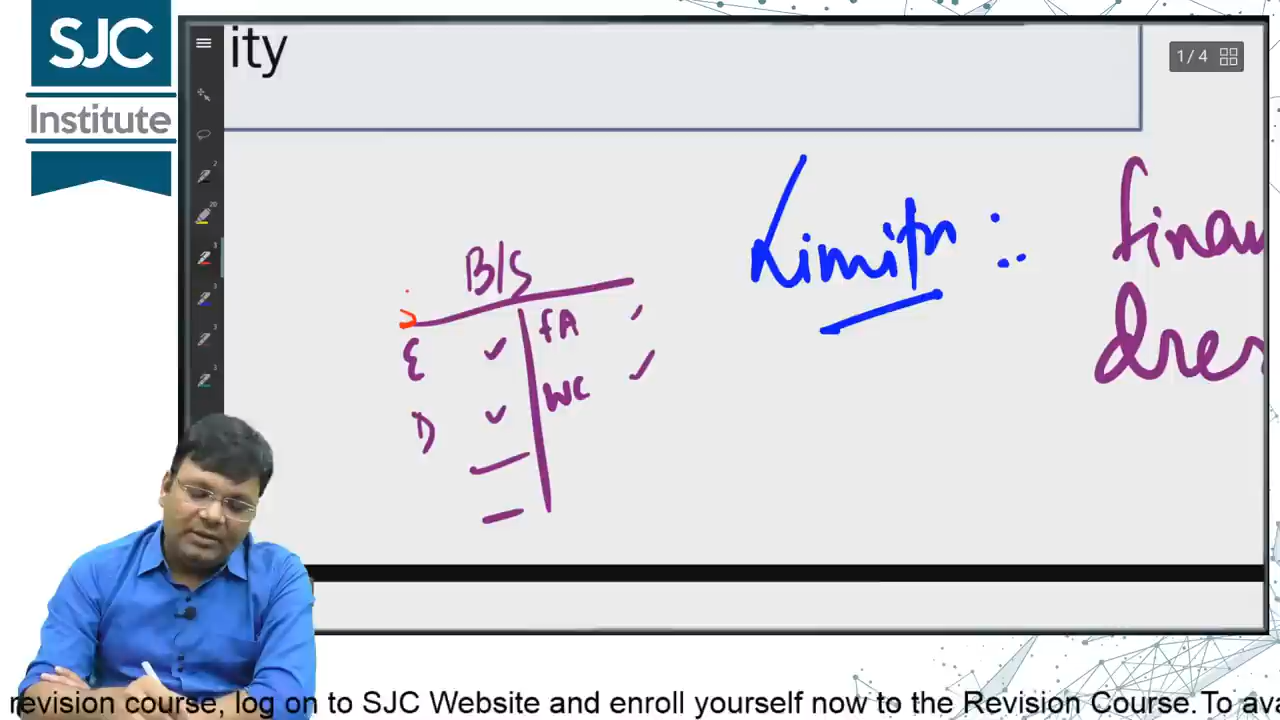 SJC
Institute
ity
1/4
B/S
E
FA
D
WC
Limitn :-
finan
dres
revision course, log on to SJC Website and enroll yourself now to the Revision Course.To ava